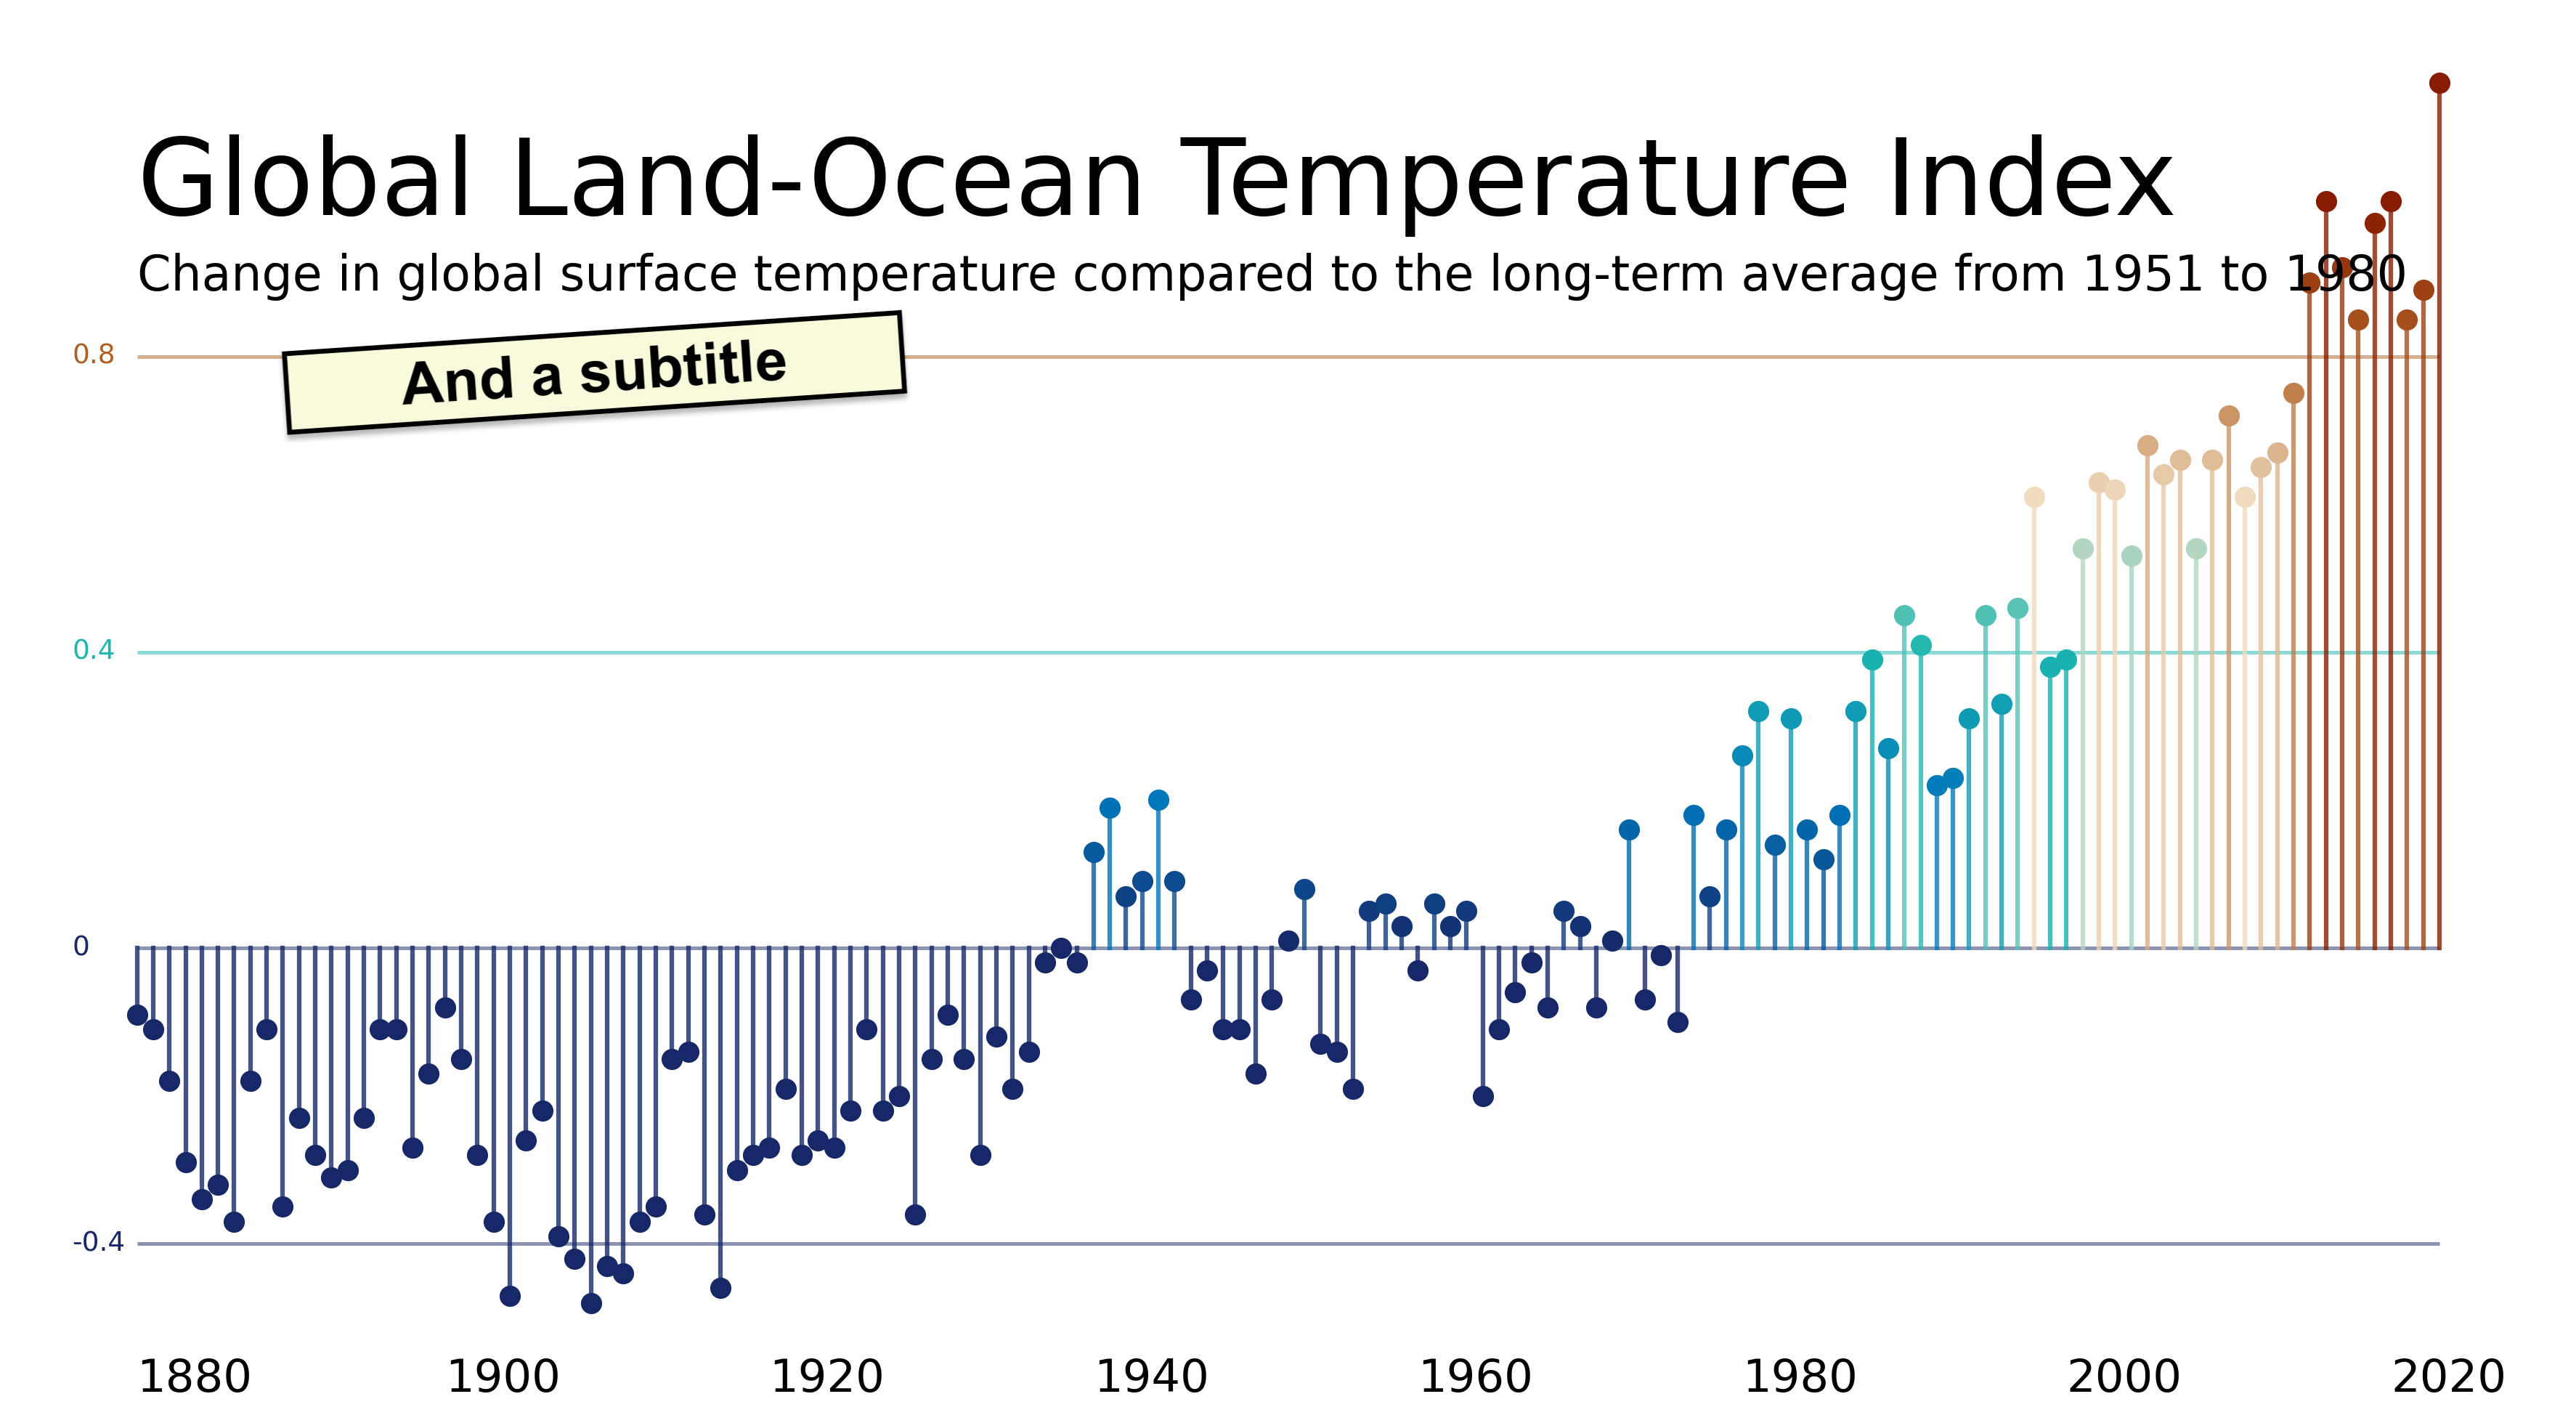 Global Land-Ocean Temperature Index
Change in global surface temperature compared to the long-term average from 1951 to 1980
And a subtitle
0.8
0.4
0
-0.4
1880 1900 1920 1940 1960 1980 2000 2020